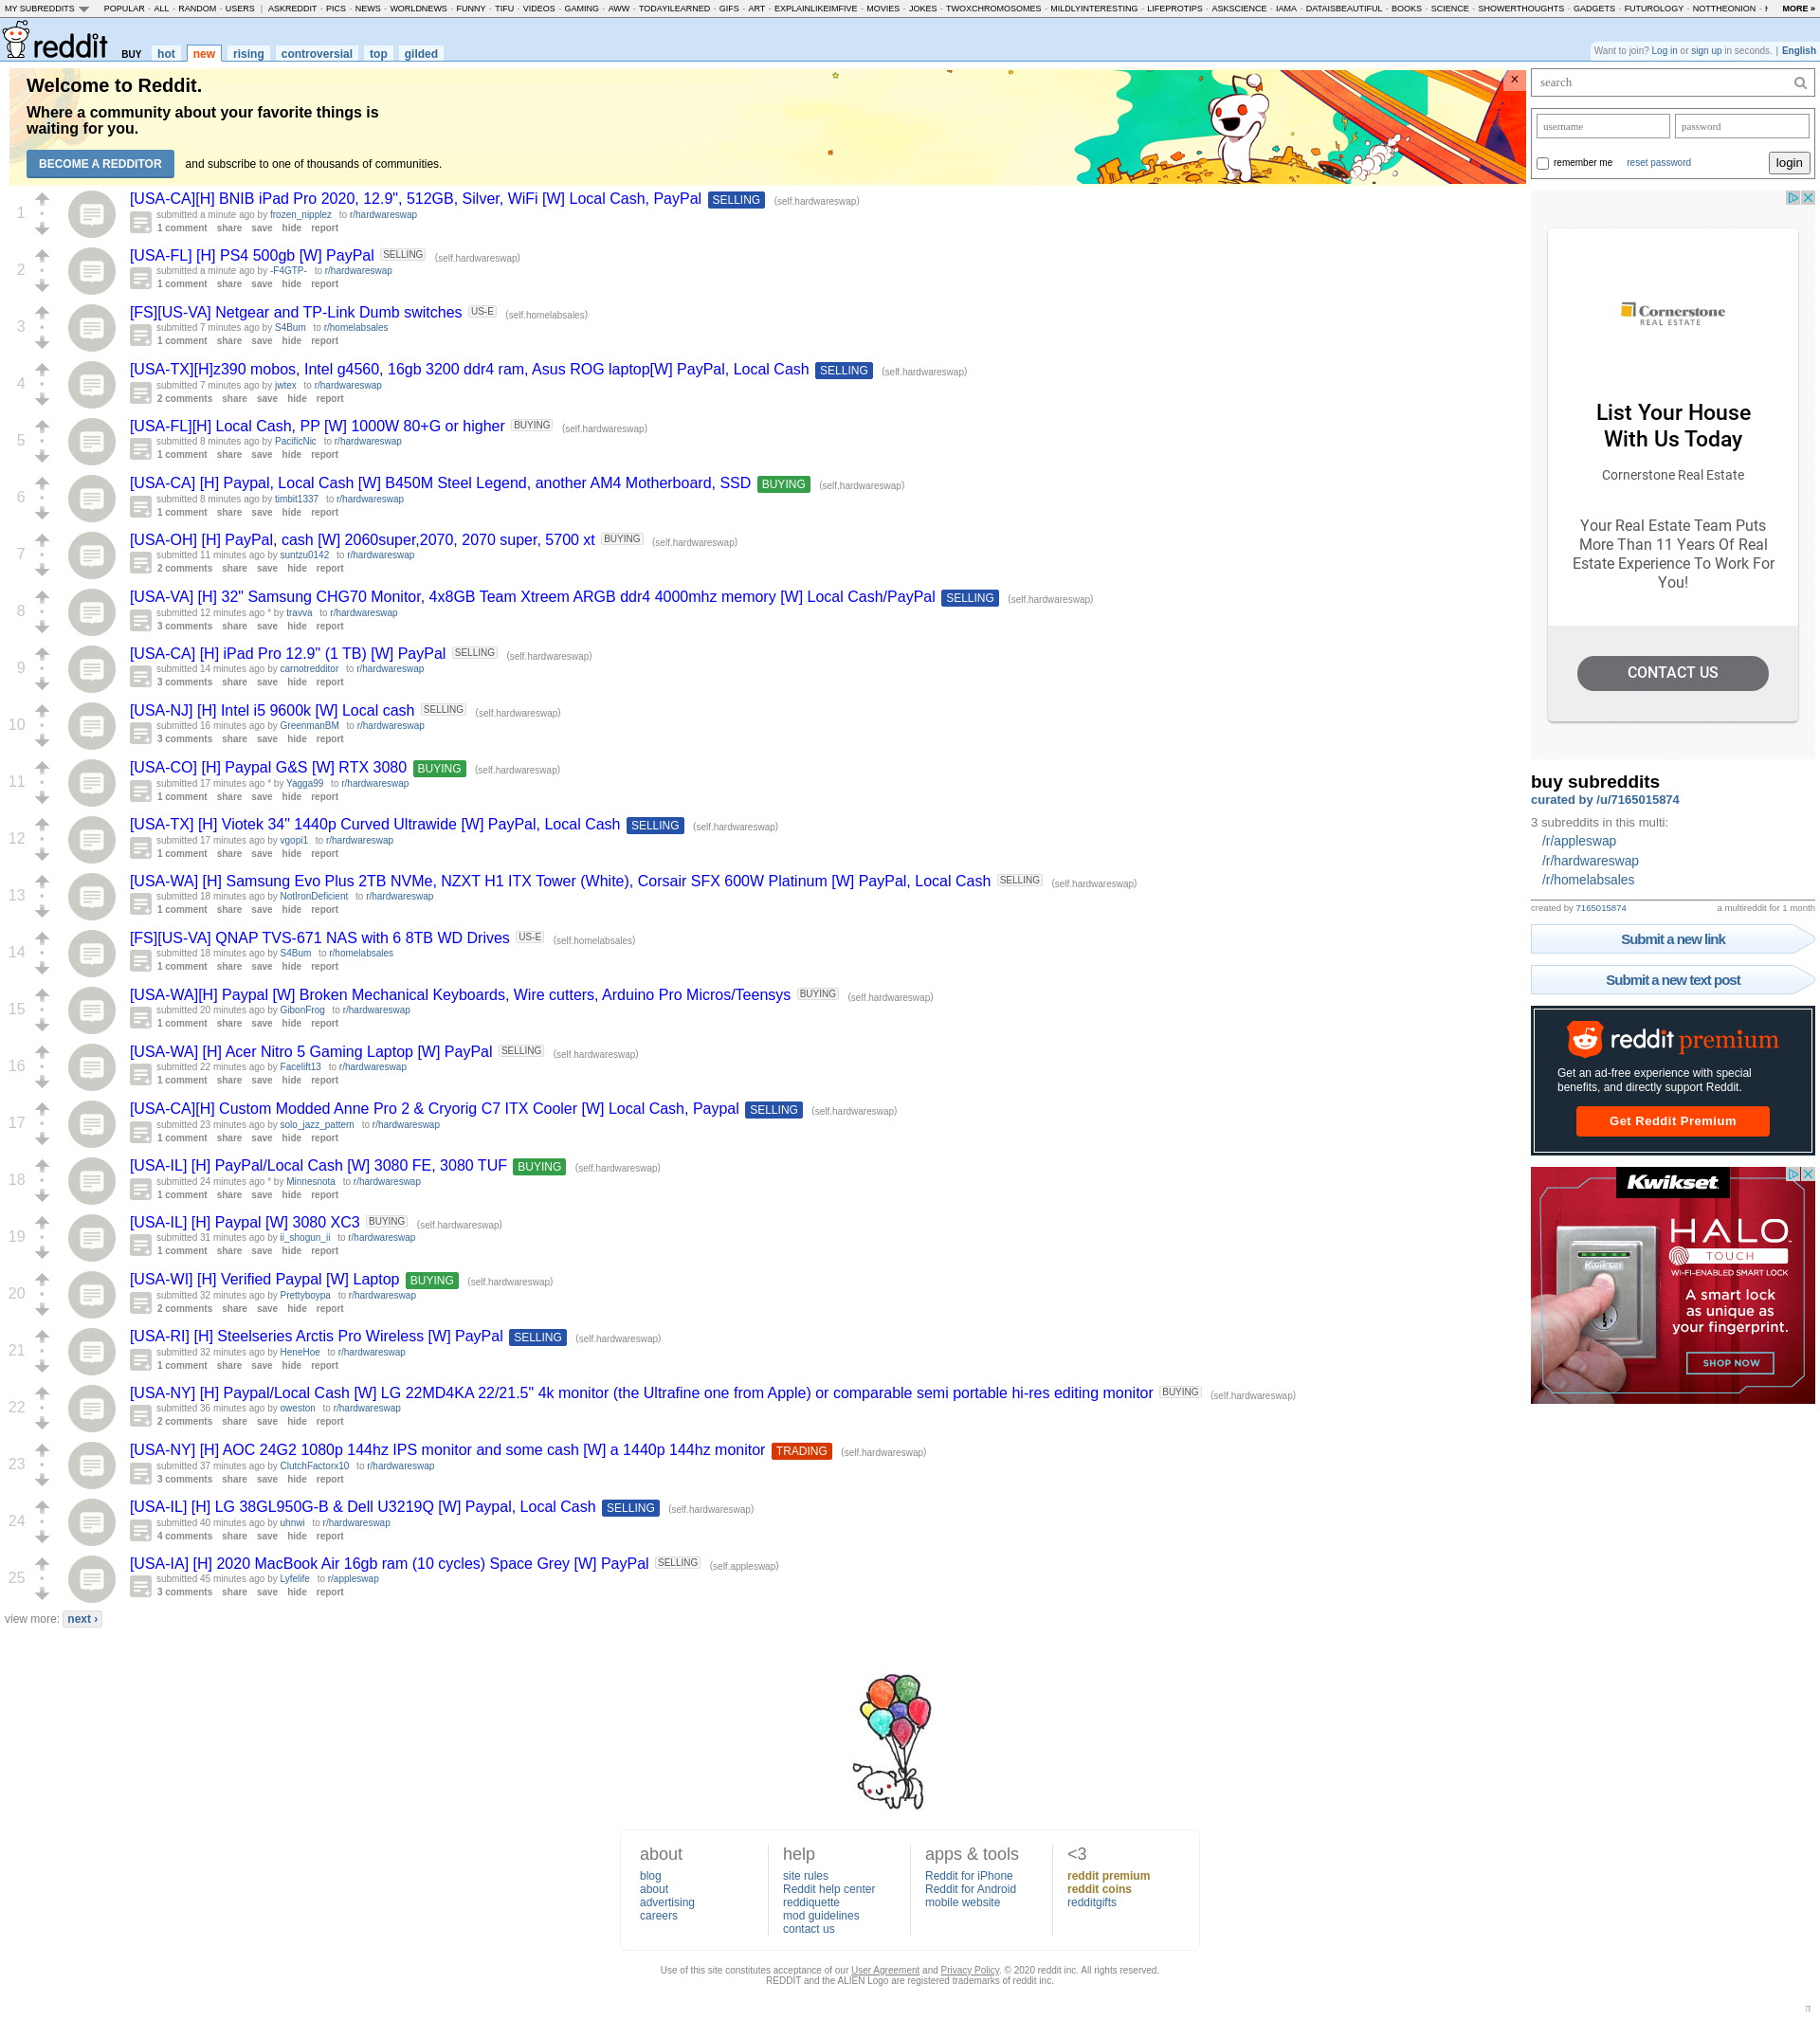 MY SUBREDDITS POPULAR - ALL - RANDOM - USERS | ASKREDDIT - PICS - NEWS - WORLDNEWS - FUNNY - TIFU - VIDEOS - GAMING - AWW - TODAYILEARNED - GIFS - ART - EXPLAINLIKEIMFIVE - MOVIES - JOKES - TWOXCHROMOSOMES - MILDLYINTERESTING - LIFEPROTIPS - ASKSCIENCE - IAMA - DATAISBEAUTIFUL - BOOKS - SCIENCE - SHOWERTHOUGHTS - GADGETS - FUTUROLOGY - NOTTHEONION - MORE »
reddit BUY hot new rising controversial top gilded
Want to join? Log in or sign up in seconds. | English
Welcome to Reddit.
Where a community about your favorite things is
waiting for you.
BECOME A REDDITOR and subscribe to one of thousands of communities.
×
1
[USA-CA][H] BNIB iPad Pro 2020, 12.9", 512GB, Silver, WiFi [W] Local Cash, PayPal SELLING (self.hardwareswap)
submitted a minute ago by frozen_nipplez to r/hardwareswap
1 comment share save hide report
2
[USA-FL] [H] PS4 500gb [W] PayPal SELLING (self.hardwareswap)
submitted a minute ago by -F4GTP- to r/hardwareswap
1 comment share save hide report
3
[FS][US-VA] Netgear and TP-Link Dumb switches US-E (self.homelabsales)
submitted 7 minutes ago by S4Bum to r/homelabsales
1 comment share save hide report
4
[USA-TX][H]z390 mobos, Intel g4560, 16gb 3200 ddr4 ram, Asus ROG laptop[W] PayPal, Local Cash SELLING (self.hardwareswap)
submitted 7 minutes ago by jwtex to r/hardwareswap
2 comments share save hide report
5
[USA-FL][H] Local Cash, PP [W] 1000W 80+G or higher BUYING (self.hardwareswap)
submitted 8 minutes ago by PacificNic to r/hardwareswap
1 comment share save hide report
6
[USA-CA] [H] Paypal, Local Cash [W] B450M Steel Legend, another AM4 Motherboard, SSD BUYING (self.hardwareswap)
submitted 8 minutes ago by timbit1337 to r/hardwareswap
1 comment share save hide report
7
[USA-OH] [H] PayPal, cash [W] 2060super,2070, 2070 super, 5700 xt BUYING (self.hardwareswap)
submitted 11 minutes ago by suntzu0142 to r/hardwareswap
2 comments share save hide report
8
[USA-VA] [H] 32" Samsung CHG70 Monitor, 4x8GB Team Xtreem ARGB ddr4 4000mhz memory [W] Local Cash/PayPal SELLING (self.hardwareswap)
submitted 12 minutes ago * by travva to r/hardwareswap
3 comments share save hide report
9
[USA-CA] [H] iPad Pro 12.9" (1 TB) [W] PayPal SELLING (self.hardwareswap)
submitted 14 minutes ago by carnotredditor to r/hardwareswap
3 comments share save hide report
10
[USA-NJ] [H] Intel i5 9600k [W] Local cash SELLING (self.hardwareswap)
submitted 16 minutes ago by GreenmanBM to r/hardwareswap
3 comments share save hide report
11
[USA-CO] [H] Paypal G&S [W] RTX 3080 BUYING (self.hardwareswap)
submitted 17 minutes ago * by Yagga99 to r/hardwareswap
1 comment share save hide report
12
[USA-TX] [H] Viotek 34" 1440p Curved Ultrawide [W] PayPal, Local Cash SELLING (self.hardwareswap)
submitted 17 minutes ago by vgopi1 to r/hardwareswap
1 comment share save hide report
13
[USA-WA] [H] Samsung Evo Plus 2TB NVMe, NZXT H1 ITX Tower (White), Corsair SFX 600W Platinum [W] PayPal, Local Cash SELLING (self.hardwareswap)
submitted 18 minutes ago by NotIronDeficient to r/hardwareswap
1 comment share save hide report
14
[FS][US-VA] QNAP TVS-671 NAS with 6 8TB WD Drives US-E (self.homelabsales)
submitted 18 minutes ago by S4Bum to r/homelabsales
1 comment share save hide report
15
[USA-WA][H] Paypal [W] Broken Mechanical Keyboards, Wire cutters, Arduino Pro Micros/Teensys BUYING (self.hardwareswap)
submitted 20 minutes ago by GibonFrog to r/hardwareswap
1 comment share save hide report
16
[USA-WA] [H] Acer Nitro 5 Gaming Laptop [W] PayPal SELLING (self.hardwareswap)
submitted 22 minutes ago by Facelift13 to r/hardwareswap
1 comment share save hide report
17
[USA-CA][H] Custom Modded Anne Pro 2 & Cryorig C7 ITX Cooler [W] Local Cash, Paypal SELLING (self.hardwareswap)
submitted 23 minutes ago by solo_jazz_pattern to r/hardwareswap
1 comment share save hide report
18
[USA-IL] [H] PayPal/Local Cash [W] 3080 FE, 3080 TUF BUYING (self.hardwareswap)
submitted 24 minutes ago * by Minnesnota to r/hardwareswap
1 comment share save hide report
19
[USA-IL] [H] Paypal [W] 3080 XC3 BUYING (self.hardwareswap)
submitted 31 minutes ago by ii_shogun_ii to r/hardwareswap
1 comment share save hide report
20
[USA-WI] [H] Verified Paypal [W] Laptop BUYING (self.hardwareswap)
submitted 32 minutes ago by Prettyboypa to r/hardwareswap
2 comments share save hide report
21
[USA-RI] [H] Steelseries Arctis Pro Wireless [W] PayPal SELLING (self.hardwareswap)
submitted 32 minutes ago by HeneHoe to r/hardwareswap
1 comment share save hide report
22
[USA-NY] [H] Paypal/Local Cash [W] LG 22MD4KA 22/21.5" 4k monitor (the Ultrafine one from Apple) or comparable semi portable hi-res editing monitor BUYING (self.hardwareswap)
submitted 36 minutes ago by oweston to r/hardwareswap
2 comments share save hide report
23
[USA-NY] [H] AOC 24G2 1080p 144hz IPS monitor and some cash [W] a 1440p 144hz monitor TRADING (self.hardwareswap)
submitted 37 minutes ago by ClutchFactorx10 to r/hardwareswap
3 comments share save hide report
24
[USA-IL] [H] LG 38GL950G-B & Dell U3219Q [W] Paypal, Local Cash SELLING (self.hardwareswap)
submitted 40 minutes ago by uhnwi to r/hardwareswap
4 comments share save hide report
25
[USA-IA] [H] 2020 MacBook Air 16gb ram (10 cycles) Space Grey [W] PayPal SELLING (self.appleswap)
submitted 45 minutes ago by Lyfelife to r/appleswap
3 comments share save hide report
view more: next ›
search
username password
remember me reset password login
Cornerstone
REAL ESTATE
List Your House
With Us Today
Cornerstone Real Estate
Your Real Estate Team Puts
More Than 11 Years Of Real
Estate Experience To Work For
You!
CONTACT US
buy subreddits
curated by /u/7165015874
3 subreddits in this multi:
/r/appleswap
/r/hardwareswap
/r/homelabsales
created by 7165015874 a multireddit for 1 month
Submit a new link
Submit a new text post
reddit premium
Get an ad-free experience with special
benefits, and directly support Reddit.
Get Reddit Premium
Kwikset
HALO
TOUCH
WI-FI-ENABLED SMART LOCK
Kwikset
A smart lock
as unique as
your fingerprint.
SHOP NOW
about
blog
about
advertising
careers
help
site rules
Reddit help center
reddiquette
mod guidelines
contact us
apps & tools
Reddit for iPhone
Reddit for Android
mobile website
<3
reddit premium
reddit coins
redditgifts
Use of this site constitutes acceptance of our User Agreement and Privacy Policy. © 2020 reddit inc. All rights reserved.
REDDIT and the ALIEN Logo are registered trademarks of reddit inc.
π